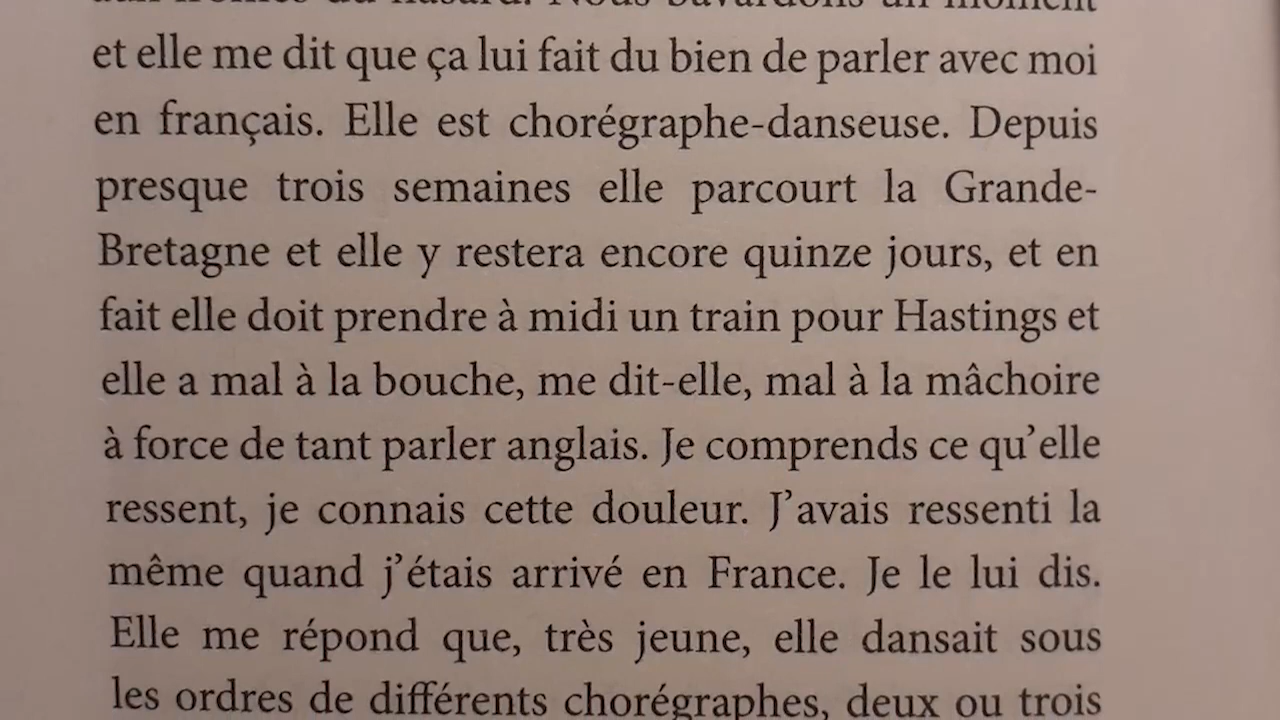 Nous bavardons un moment
et elle me dit que ça lui fait du bien de parler avec moi
en français. Elle est chorégraphe-danseuse. Depuis
presque trois semaines elle parcourt la Grande-
Bretagne et elle y restera encore quinze jours, et en
fait elle doit prendre à midi un train pour Hastings et
elle a mal à la bouche, me dit-elle, mal à la mâchoire
à force de tant parler anglais. Je comprends ce qu’elle
ressent, je connais cette douleur. J’avais ressenti la
même quand j’étais arrivé en France. Je le lui dis.
Elle me répond que, très jeune, elle dansait sous
les ordres de différents chorégraphes, deux ou trois